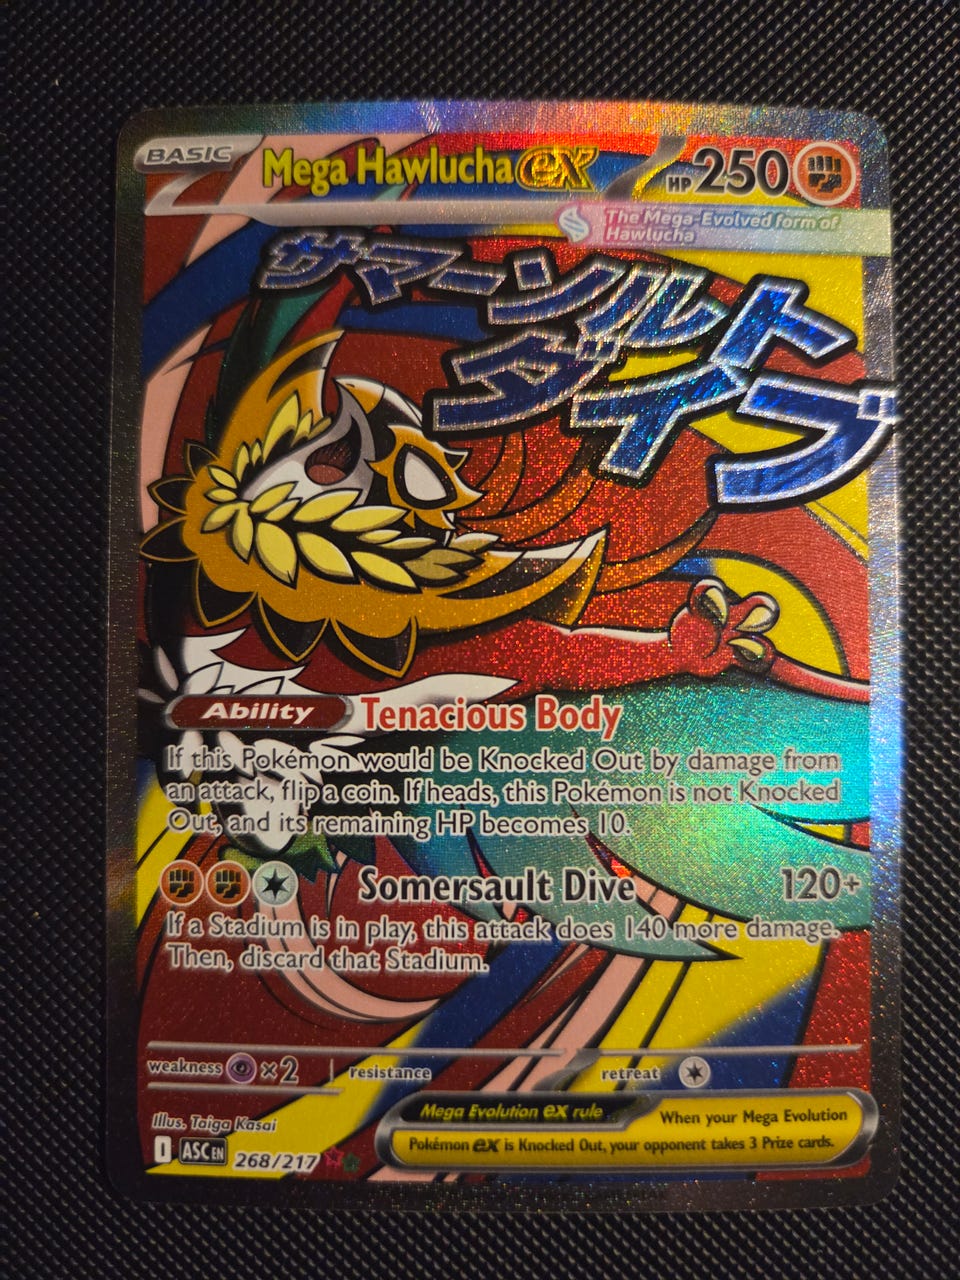 BASIC
Mega Hawlucha ex
HP 250
The Mega-Evolved form of
Hawlucha
サマーソルト
ダイブ
Ability Tenacious Body
If this Pokémon would be Knocked Out by damage from
an attack, flip a coin. If heads, this Pokémon is not Knocked
Out, and its remaining HP becomes 10.
Somersault Dive 120+
If a Stadium is in play, this attack does 140 more damage.
Then, discard that Stadium.
weakness ×2 resistance retreat
Illus. Taiga Kasai
Mega Evolution ex rule When your Mega Evolution
Pokémon ex is Knocked Out, your opponent takes 3 Prize cards.
I ASC EN 268/217